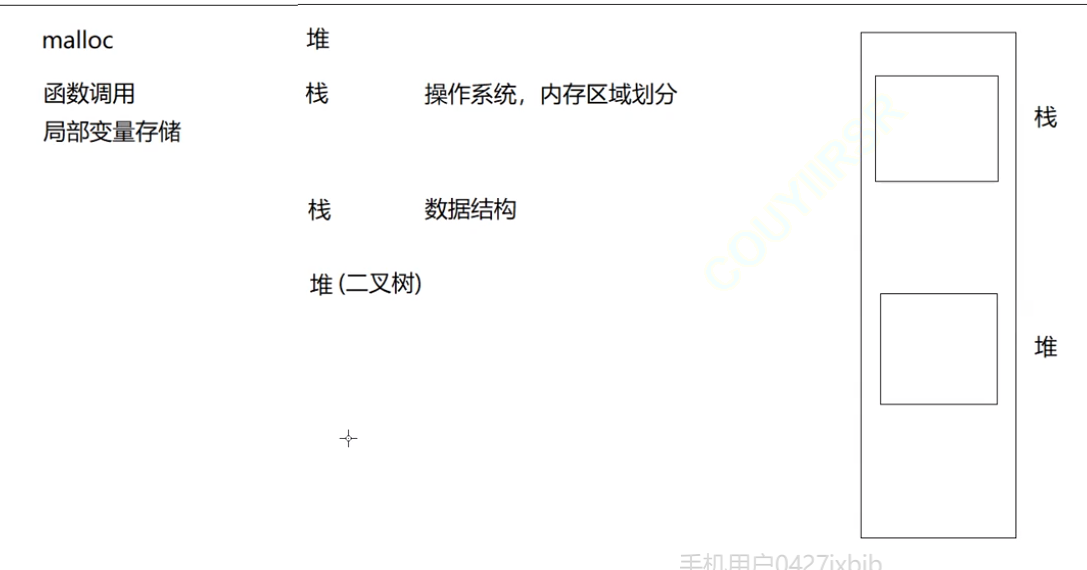 malloc 堆
函数调用 栈 操作系统，内存区域划分 栈
局部变量存储
栈 数据结构
堆 (二叉树)
堆
COUYIIRSR
手机用户0427ixbib